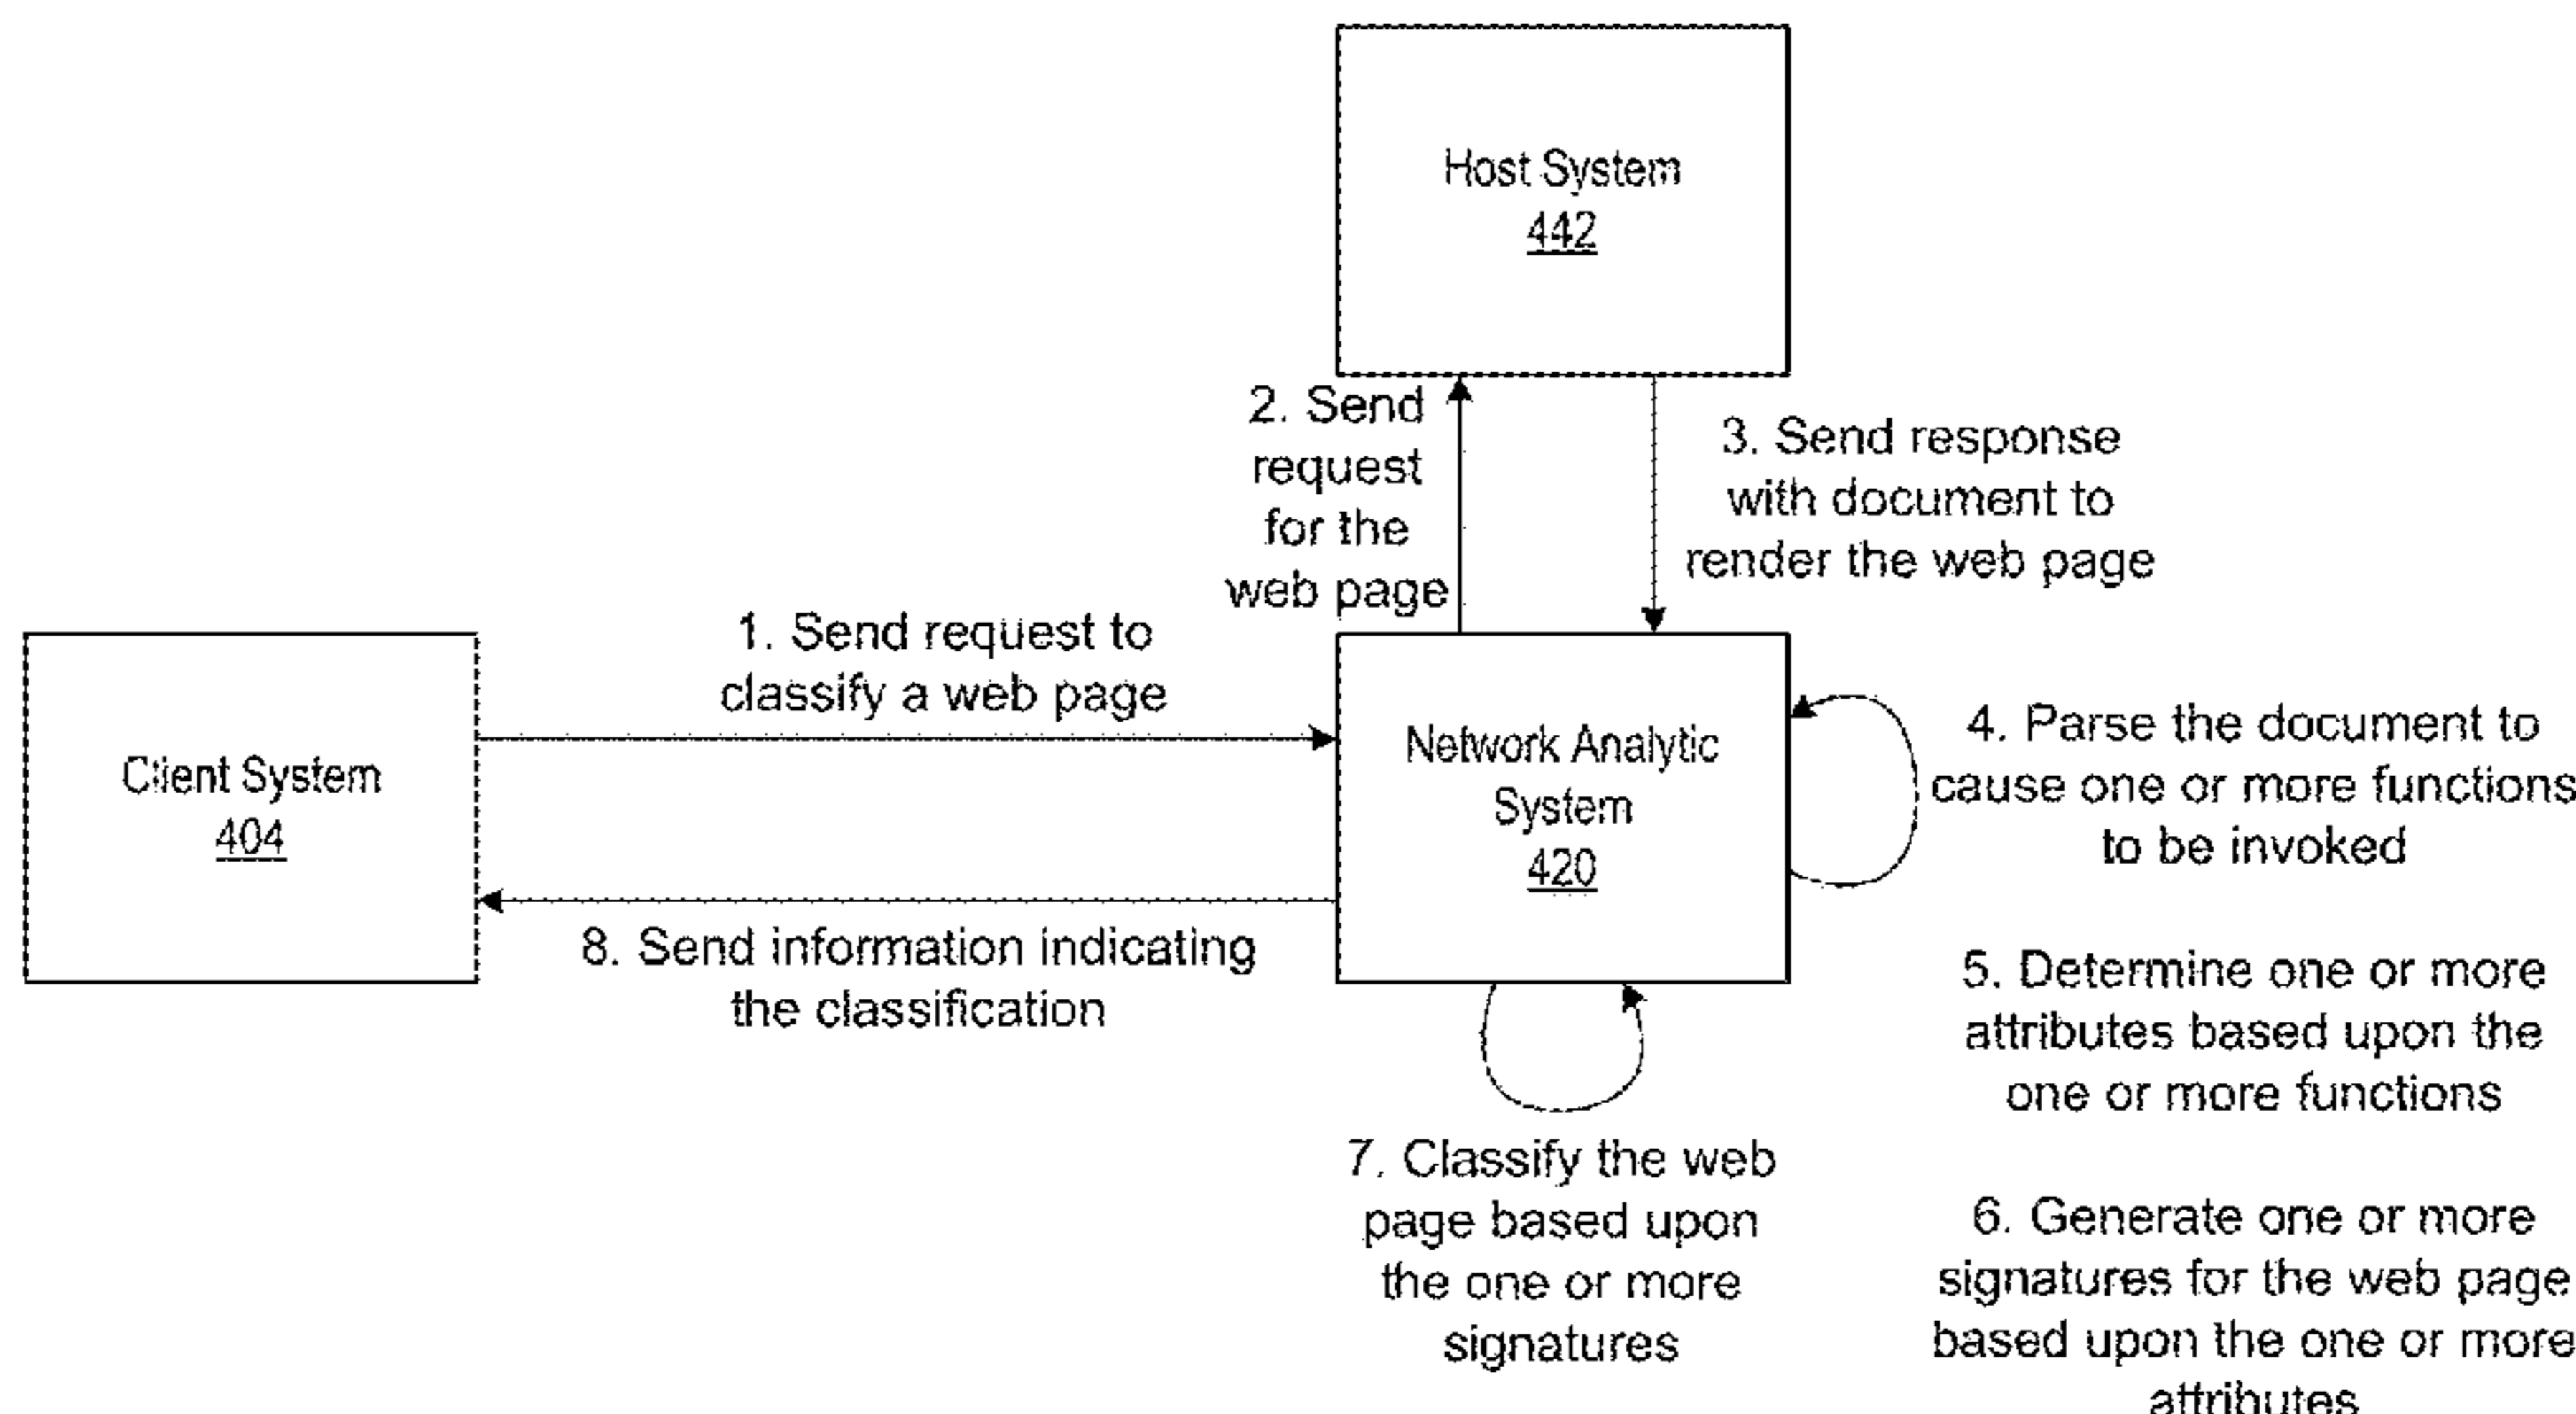 Host System
442
2. Send
request
for the
web page
3. Send response
with document to
render the web page
1. Send request to
classify a web page
Client System
404
Network Analytic
System
420
4. Parse the document to
cause one or more functions
to be invoked
8. Send information indicating
the classification
5. Determine one or more
attributes based upon the
one or more functions
7. Classify the web
page based upon
the one or more
signatures
6. Generate one or more
signatures for the web page
based upon the one or more
attributes